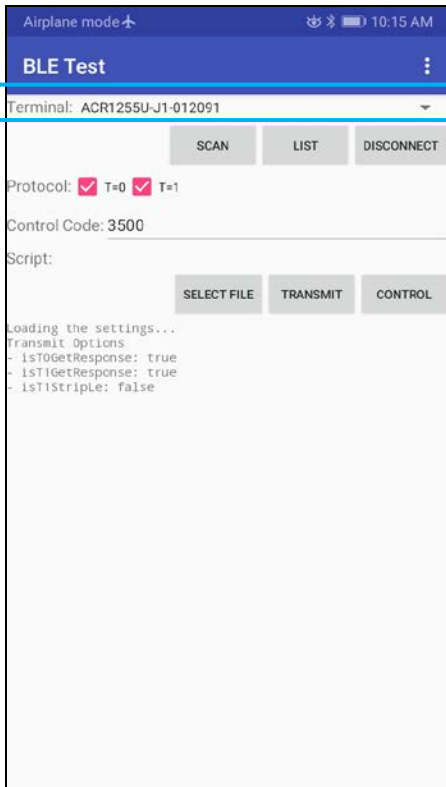 Airplane mode 10:15 AM
BLE Test
Terminal: ACR1255U-J1-012091
SCAN LIST DISCONNECT
Protocol: T=0 T=1
Control Code: 3500
Script:
SELECT FILE TRANSMIT CONTROL
Loading the settings...
Transmit Options
- isT0GetResponse: true
- isT1GetResponse: true
- isT1StripLe: false